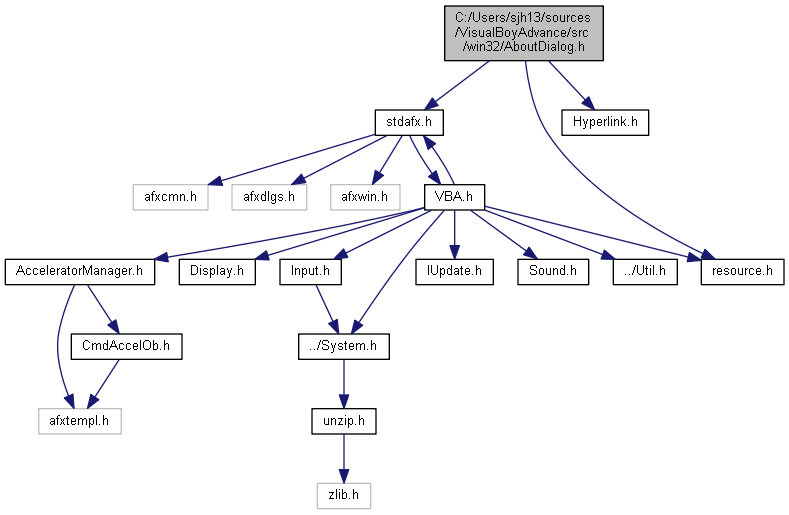 C:/Users/sjh13/sources
/VisualBoyAdvance/src
/win32/AboutDialog.h
stdafx.h
Hyperlink.h
afxcmn.h
afxdlgs.h
afxwin.h
VBA.h
AcceleratorManager.h
Display.h
Input.h
IUpdate.h
Sound.h
../Util.h
resource.h
CmdAccelOb.h
../System.h
afxtempl.h
unzip.h
zlib.h